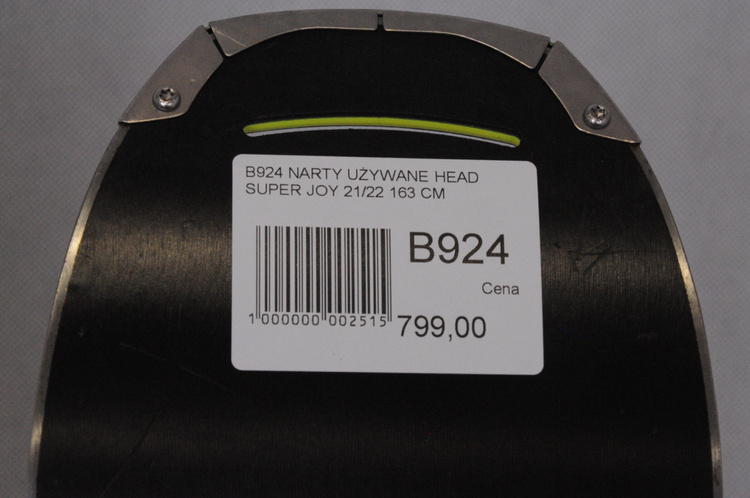 B924 NARTY UŻYWANE HEAD
SUPER JOY 21/22 163 CM
B924
Cena
1 000000 002515
799,00